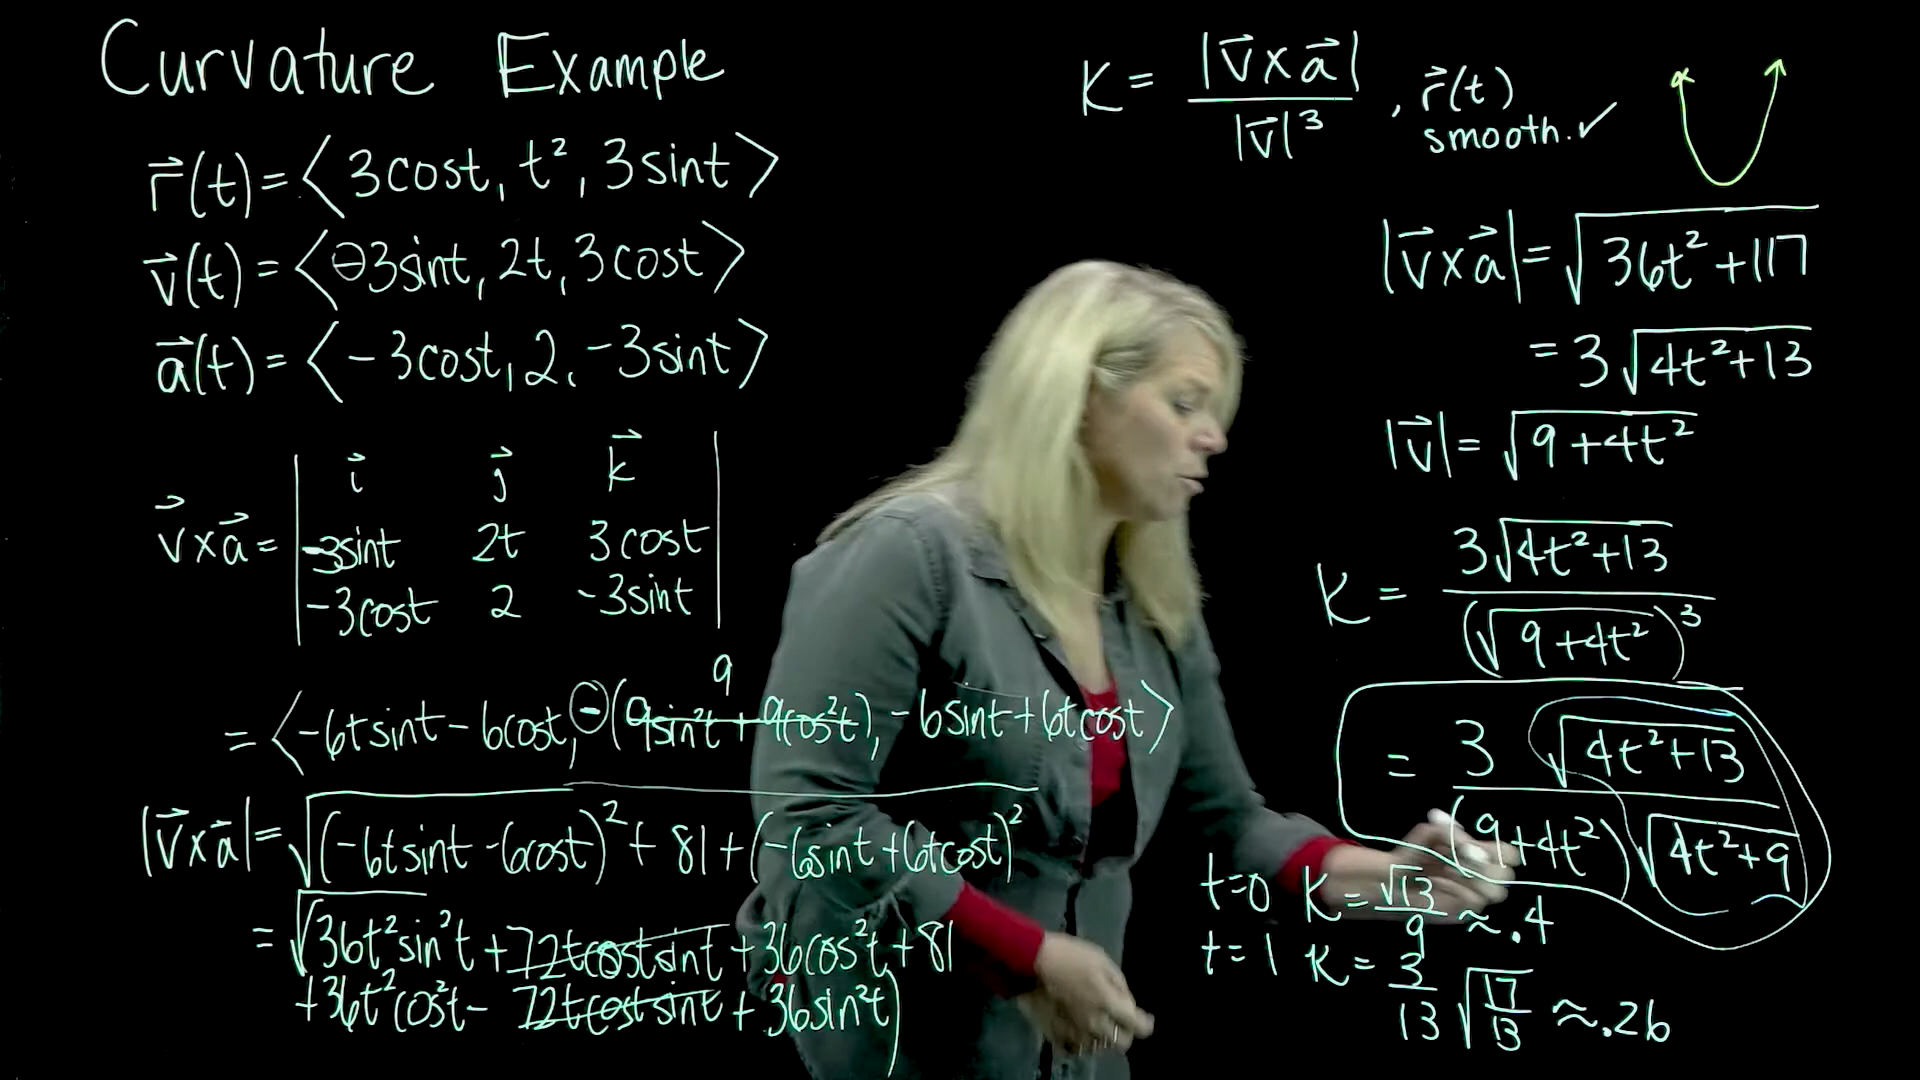 Curvature Example
r⃗(t) = ⟨3cost, t², 3sint⟩
v⃗(t) = ⟨-3sint, 2t, 3cost⟩
a⃗(t) = ⟨-3cost, 2, -3sint⟩
v⃗ x a⃗ = | i⃗ j⃗ k⃗ |
| -3sint 2t 3cost |
| -3cost 2 -3sint |
9
= ⟨-6tsint - 6cost, -(9sin²t + 9cos²t), -6sint + 6tcost⟩
|v⃗ x a⃗| = √((-6tsint - 6cost)² + 81 + (-6sint + 6tcost)²)
= √(36t²sin²t + 72tcostsint + 36cos²t + 81
+ 36t²cos²t - 72tcostsint + 36sin²t)
K = |v⃗ x a⃗| / |v⃗|³, r⃗(t)
smooth. ✓
|v⃗ x a⃗| = √(36t² + 117)
= 3√(4t² + 13)
|v⃗| = √(9 + 4t²)
K = 3√(4t² + 13) / (√(9 + 4t²))³
= 3 √(4t² + 13) / (9 + 4t²) √(4t² + 9)
t=0 K = √13 / 9 ≈ .4
t=1 K = 3/13 √(17/13) ≈ .26